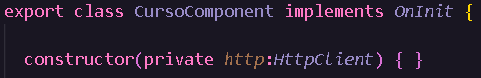 export class CursoComponent implements OnInit {
constructor(private http:HttpClient) { }